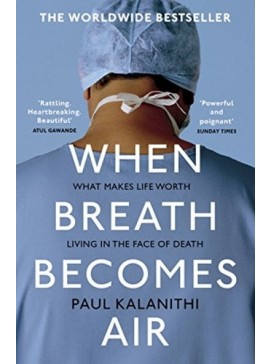 THE WORLDWIDE BESTSELLER
'Rattling.
Heartbreaking.
Beautiful'
ATUL GAWANDE
'Powerful
and
poignant'
SUNDAY TIMES
WHEN
WHAT MAKES LIFE WORTH
BREATH
LIVING IN THE FACE OF DEATH
BECOMES
PAUL KALANITHI
AIR